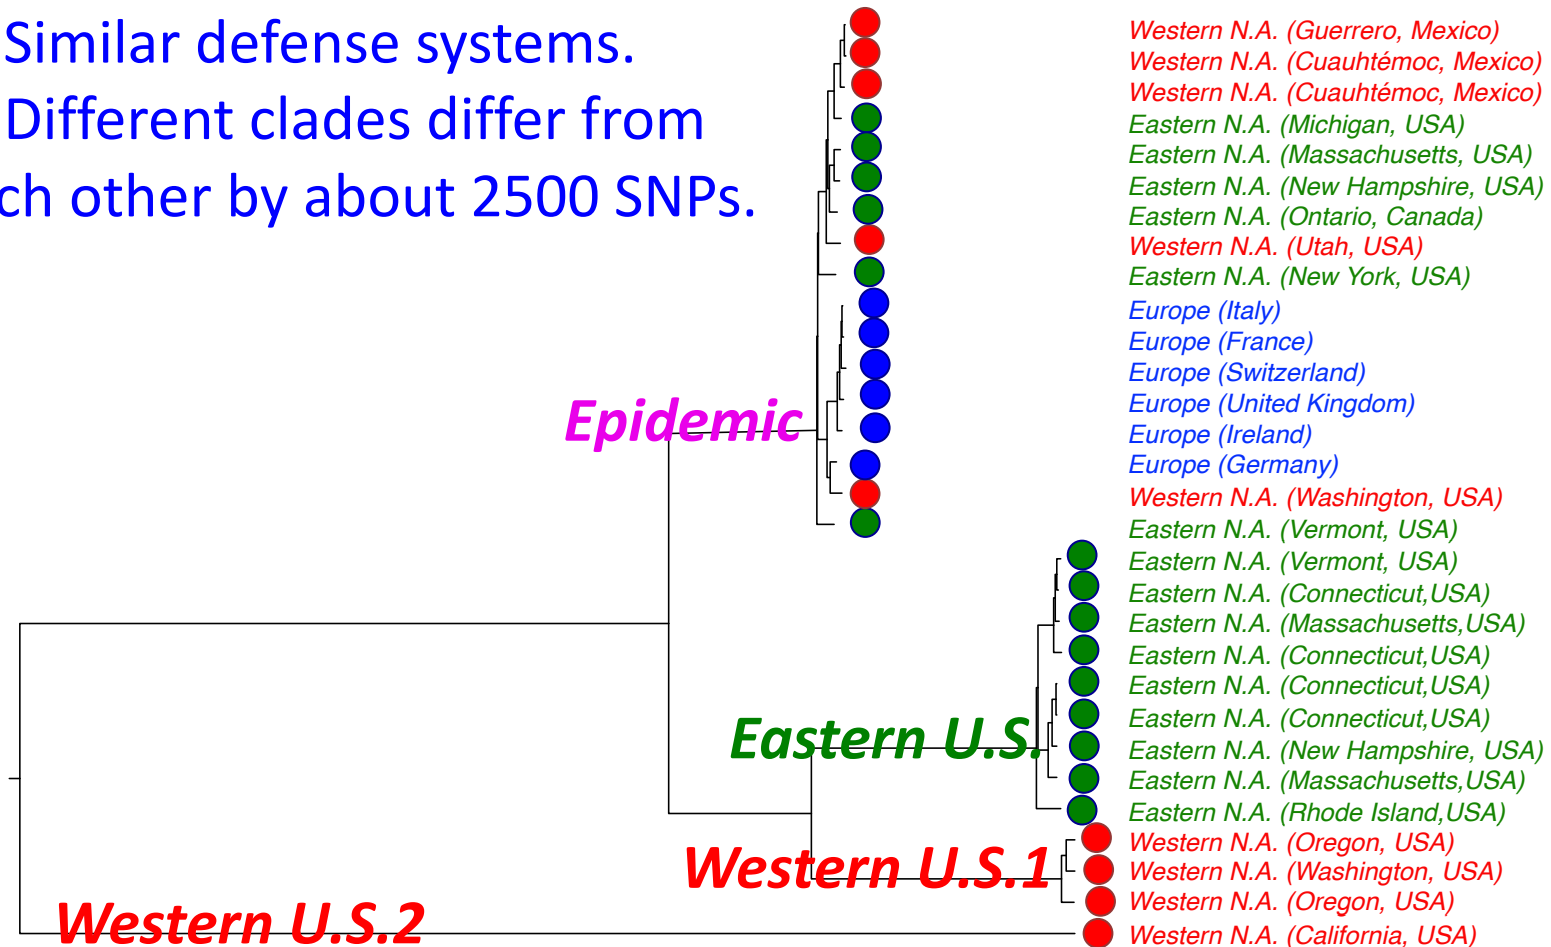 Similar defense systems.
Different clades differ from
ch other by about 2500 SNPs.
Western N.A. (Guerrero, Mexico)
Western N.A. (Cuauhtémoc, Mexico)
Western N.A. (Cuauhtémoc, Mexico)
Eastern N.A. (Michigan, USA)
Eastern N.A. (Massachusetts, USA)
Eastern N.A. (New Hampshire, USA)
Eastern N.A. (Ontario, Canada)
Western N.A. (Utah, USA)
Eastern N.A. (New York, USA)
Europe (Italy)
Europe (France)
Europe (Switzerland)
Europe (United Kingdom)
Europe (Ireland)
Europe (Germany)
Western N.A. (Washington, USA)
Eastern N.A. (Vermont, USA)
Eastern N.A. (Vermont, USA)
Eastern N.A. (Connecticut,USA)
Eastern N.A. (Massachusetts,USA)
Eastern N.A. (Connecticut,USA)
Eastern N.A. (Connecticut,USA)
Eastern N.A. (Connecticut,USA)
Eastern N.A. (New Hampshire, USA)
Eastern N.A. (Massachusetts,USA)
Eastern N.A. (Rhode Island,USA)
Western N.A. (Oregon, USA)
Western N.A. (Washington, USA)
Western N.A. (Oregon, USA)
Western N.A. (California, USA)
Epidemic
Eastern U.S.
Western U.S.1
Western U.S.2